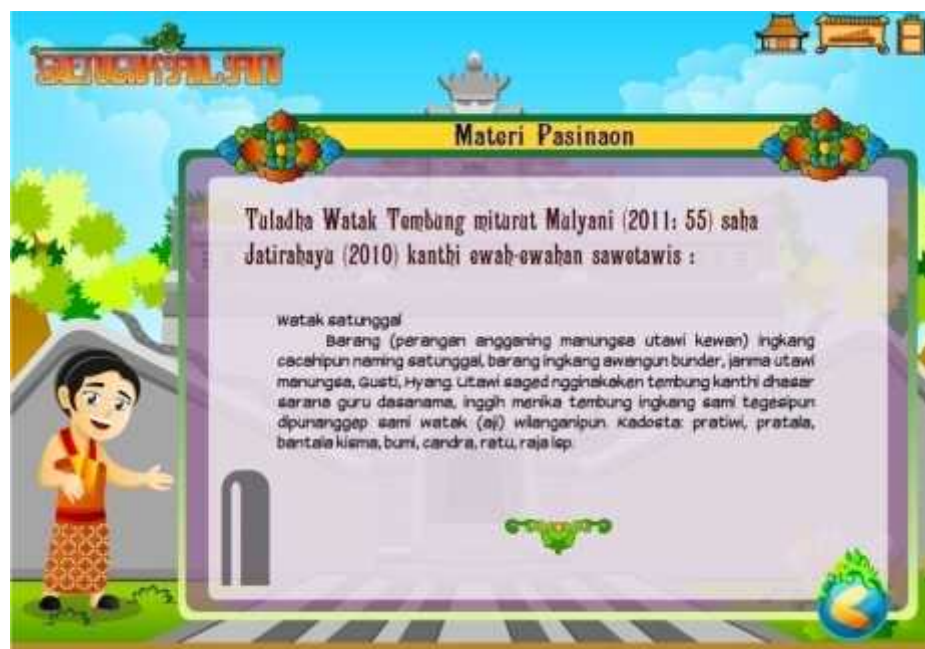 SENGKALAN
Materi Pasinaon
Tuladha Watak Tembung miturut Mulyani (2011: 55) saha
Jatirahayu (2010) kanthi ewah-ewahan sawetawis :
Watak satunggal
Barang (perangan angganing manungsa utawi kewan) ingkang
cacahipun naming satunggal, barang ingkang awangun bunder, janma utawi
manungsa, Gusti, Hyang. Utawi saged ngginakaken tembung kanthi dhasar
sarana guru dasanama, inggih menika tembung ingkang sami tegesipun
dipunanggep sami watak (aji) wilanganipun. Kadosta: pratiwi, pratala,
bantala kisma, bumi, candra, ratu, raja lsp.